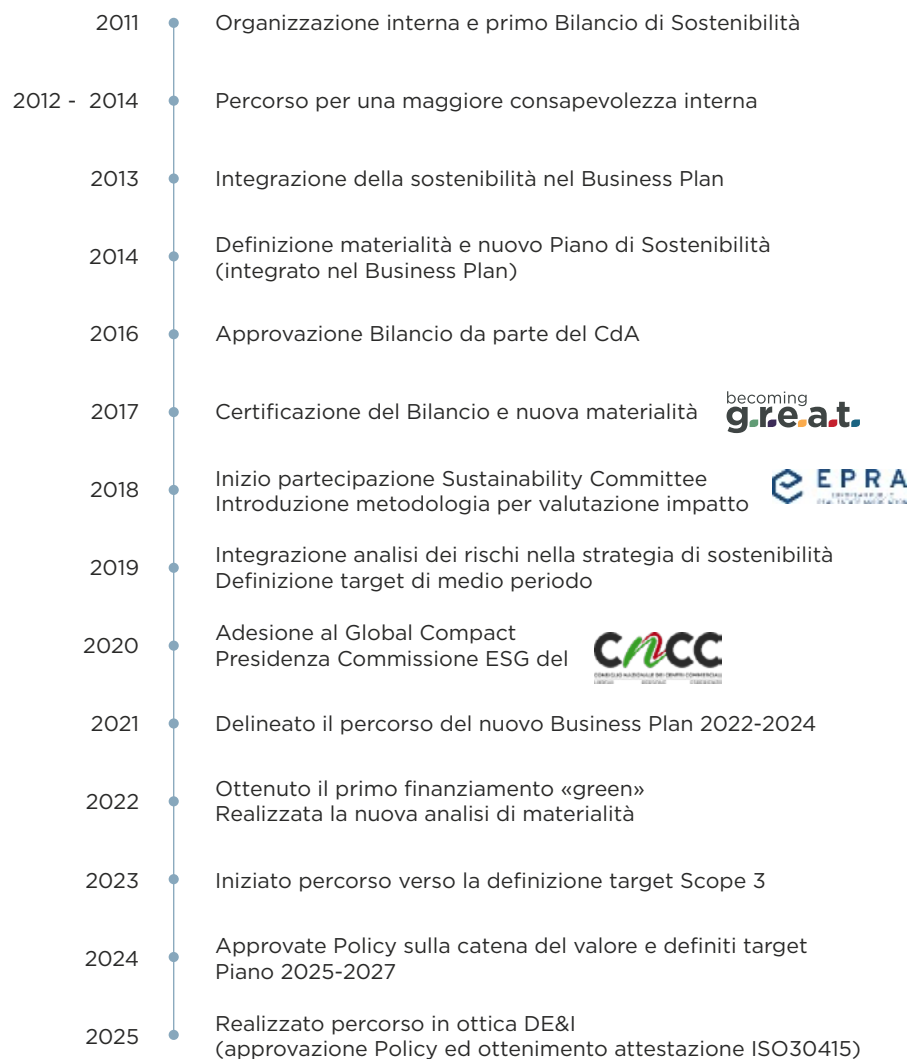 2011 Organizzazione interna e primo Bilancio di Sostenibilità
2012 - 2014 Percorso per una maggiore consapevolezza interna
2013 Integrazione della sostenibilità nel Business Plan
2014 Definizione materialità e nuovo Piano di Sostenibilità
(integrato nel Business Plan)
2016 Approvazione Bilancio da parte del CdA
2017 Certificazione del Bilancio e nuova materialità
becoming
g.r.e.a.t.
2018 Inizio partecipazione Sustainability Committee
Introduzione metodologia per valutazione impatto
EPRA
2019 Integrazione analisi dei rischi nella strategia di sostenibilità
Definizione target di medio periodo
2020 Adesione al Global Compact
Presidenza Commissione ESG del
CNCC
CONSIGLIO NAZIONALE DEI CENTRI COMMERCIALI
2021 Delineato il percorso del nuovo Business Plan 2022-2024
2022 Ottenuto il primo finanziamento «green»
Realizzata la nuova analisi di materialità
2023 Iniziato percorso verso la definizione target Scope 3
2024 Approvate Policy sulla catena del valore e definiti target
Piano 2025-2027
2025 Realizzato percorso in ottica DE&I
(approvazione Policy ed ottenimento attestazione ISO30415)